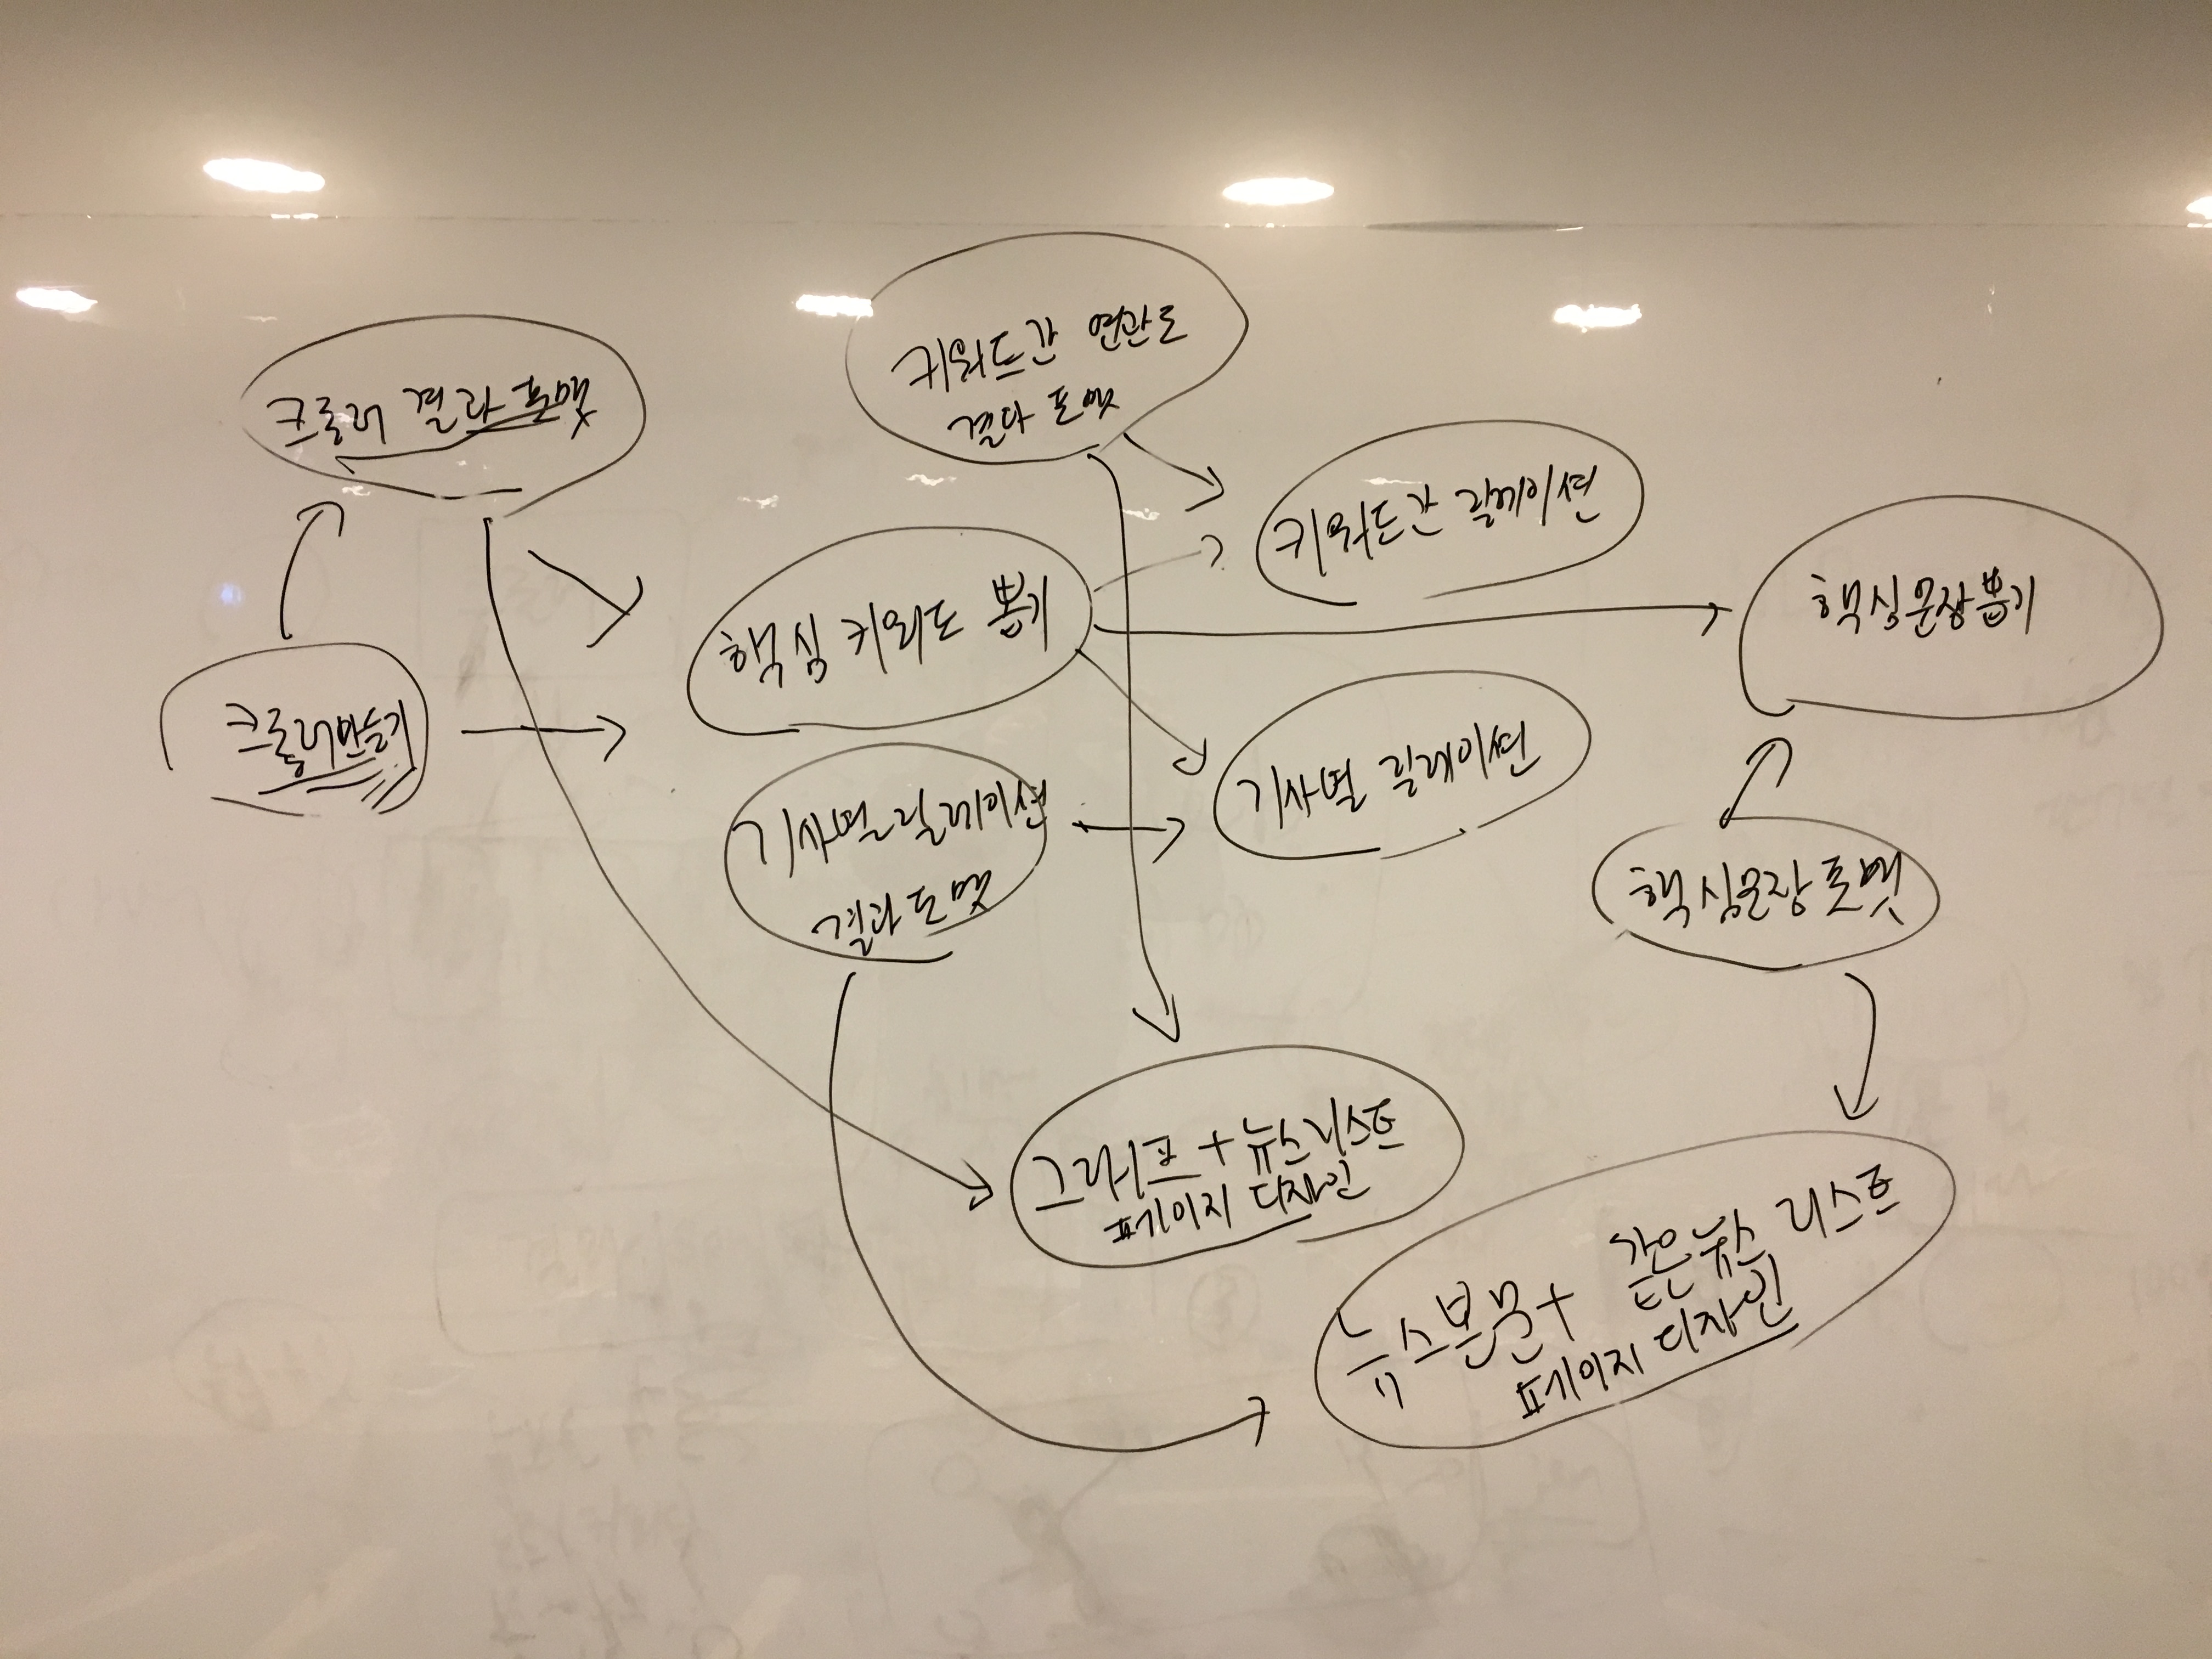 키워드간 연관도
결과 포맷
크롤러 결과 포맷
키워드간 릴레이션
핵심 키워드 뽑기
핵심문장뽑기
크롤러만들기
기사별 릴레이션
기사별 릴레이션
결과 포맷
핵심문장 포맷
그래프 + 뉴스리스트
페이지 디자인
뉴스본문 + 같은뉴스 리스트
페이지 디자인